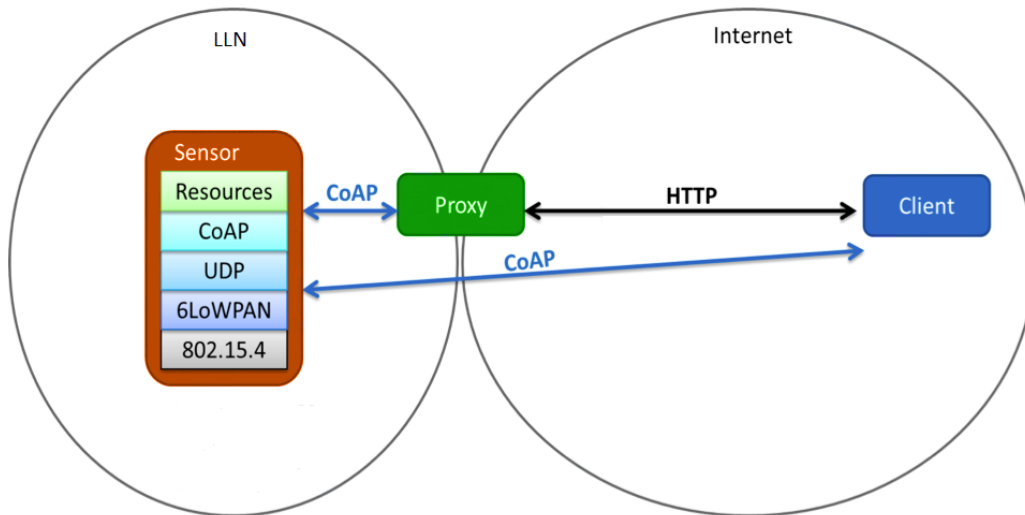 LLN
Internet
Sensor
Resources
CoAP
UDP
6LoWPAN
802.15.4
CoAP
Proxy
HTTP
Client
CoAP